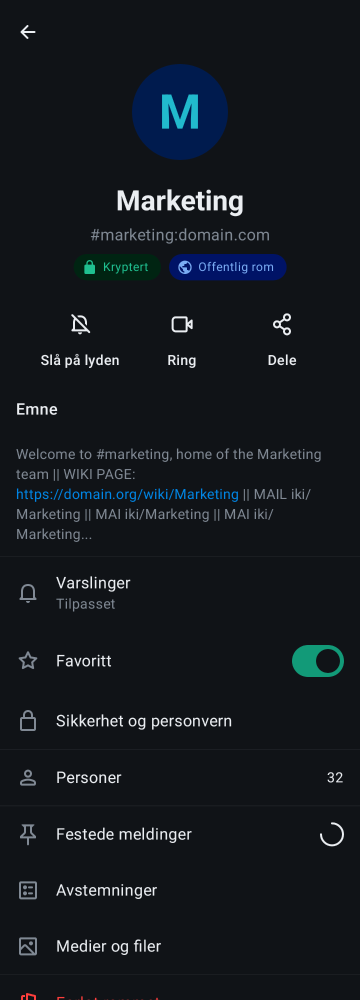 M
Marketing
#marketing:domain.com
Kryptert
Offentlig rom
Slå på lyden
Ring
Dele
Emne
Welcome to #marketing, home of the Marketing
team || WIKI PAGE:
https://domain.org/wiki/Marketing || MAIL iki/
Marketing || MAI iki/Marketing || MAI iki/
Marketing...
Varslinger
Tilpasset
Favoritt
Sikkerhet og personvern
Personer
32
Festede meldinger
Avstemninger
Medier og filer